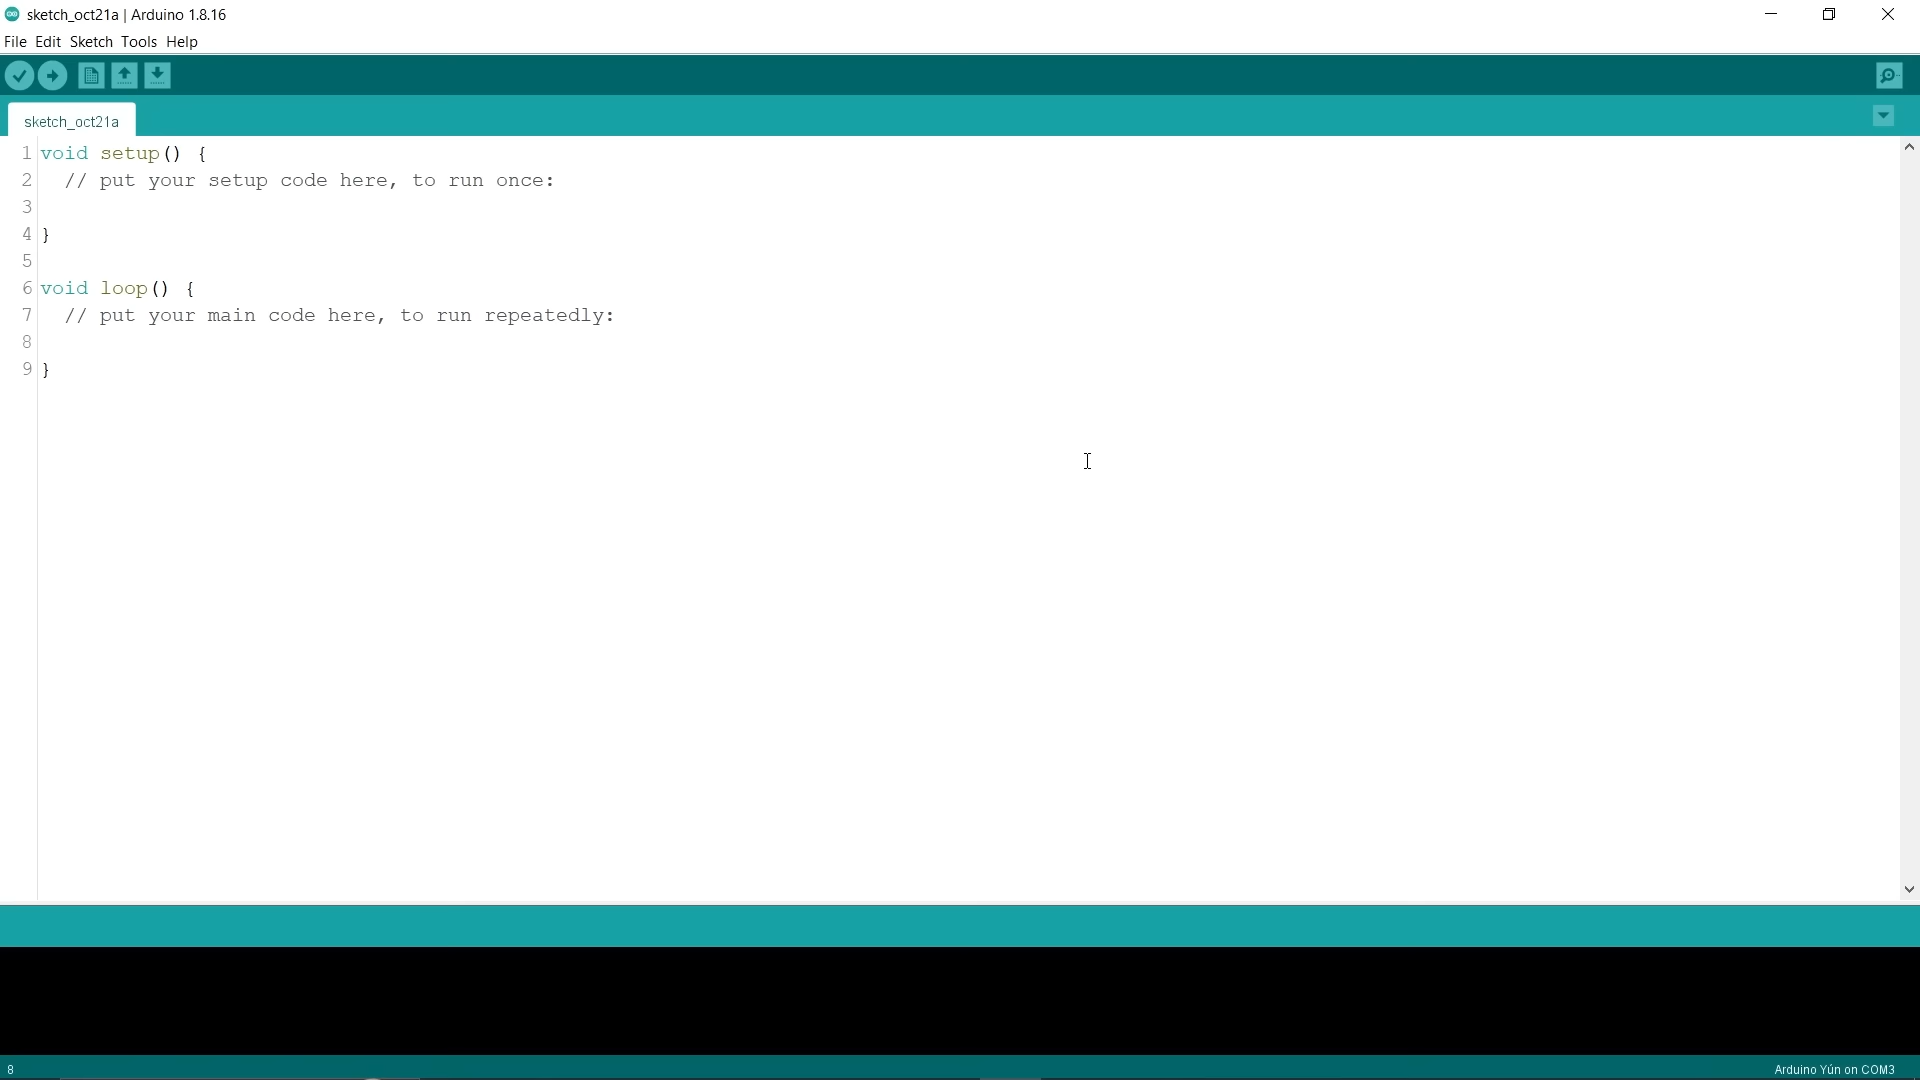 sketch_oct21a | Arduino 1.8.16
File Edit Sketch Tools Help
sketch_oct21a
1 void setup() {
2   // put your setup code here, to run once:
3
4 }
5
6 void loop() {
7   // put your main code here, to run repeatedly:
8
9 }
8
Arduino Yún on COM3